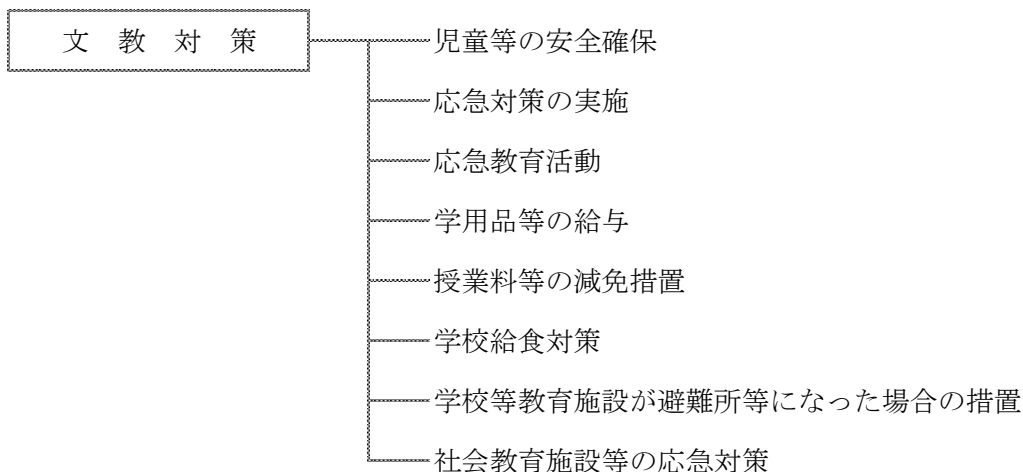 文 教 対 策
児童等の安全確保
応急対策の実施
応急教育活動
学用品等の給与
授業料等の減免措置
学校給食対策
学校等教育施設が避難所等になった場合の措置
社会教育施設等の応急対策